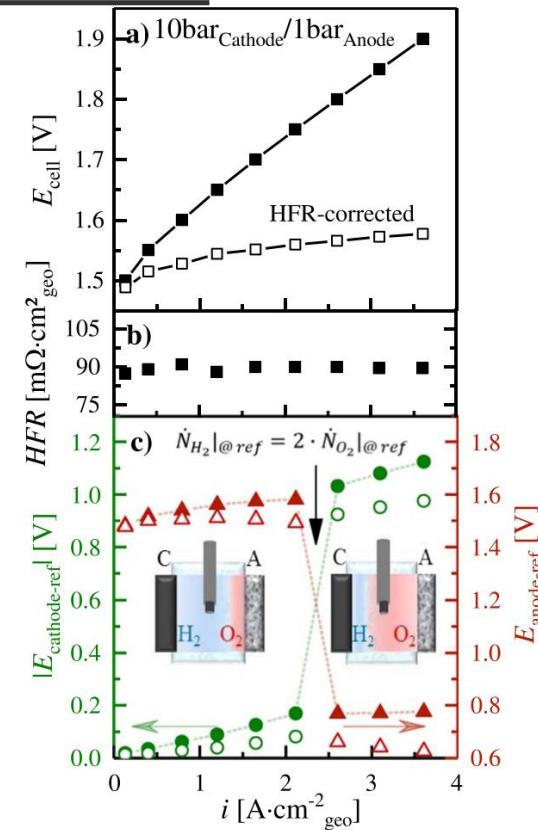 a) 10bar_Cathode/1bar_Anode
1.9
1.8
1.7
1.6
1.5
E_cell [V]
HFR-corrected
b)
105
90
75
HFR [mΩ·cm²_geo]
c) Ṅ_H₂|@ ref = 2 · Ṅ_O₂|@ ref
1.2
1.0
0.8
0.6
0.4
0.2
0.0
|E_cathode-ref| [V]
1.8
1.6
1.4
1.2
1.0
0.8
0.6
E_anode-ref [V]
C A
H₂ O₂
C A
H₂ O₂
0 1 2 3 4
i [A·cm⁻²_geo]